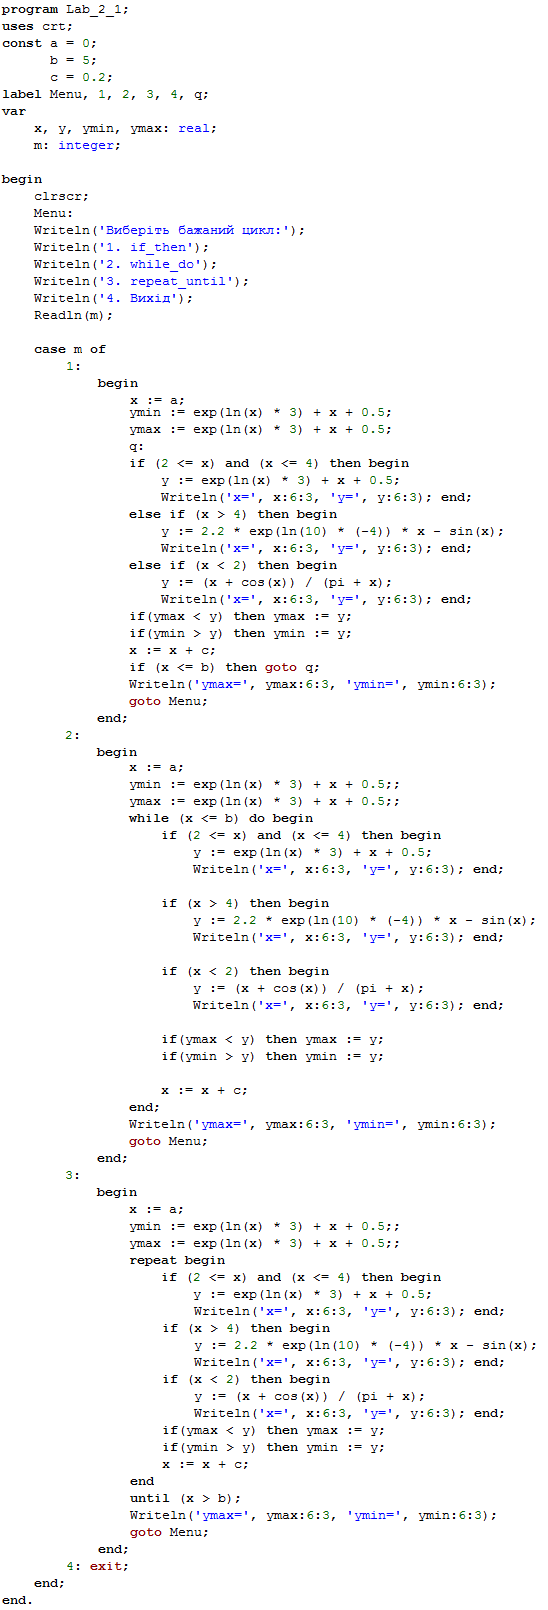 program Lab_2_1;
uses crt;
const a = 0;
      b = 5;
      c = 0.2;
label Menu, 1, 2, 3, 4, q;
var
    x, y, ymin, ymax: real;
    m: integer;

begin
    clrscr;
    Menu:
    Writeln('Виберіть бажаний цикл:');
    Writeln('1. if_then');
    Writeln('2. while_do');
    Writeln('3. repeat_until');
    Writeln('4. Вихід');
    Readln(m);

    case m of
        1:
            begin
                x := a;
                ymin := exp(ln(x) * 3) + x + 0.5;
                ymax := exp(ln(x) * 3) + x + 0.5;
                q:
                if (2 <= x) and (x <= 4) then begin
                    y := exp(ln(x) * 3) + x + 0.5;
                    Writeln('x=', x:6:3, 'y=', y:6:3); end;
                else if (x > 4) then begin
                    y := 2.2 * exp(ln(10) * (-4)) * x - sin(x);
                    Writeln('x=', x:6:3, 'y=', y:6:3); end;
                else if (x < 2) then begin
                    y := (x + cos(x)) / (pi + x);
                    Writeln('x=', x:6:3, 'y=', y:6:3); end;
                if(ymax < y) then ymax := y;
                if(ymin > y) then ymin := y;
                x := x + c;
                if (x <= b) then goto q;
                Writeln('ymax=', ymax:6:3, 'ymin=', ymin:6:3);
                goto Menu;
            end;
        2:
            begin
                x := a;
                ymin := exp(ln(x) * 3) + x + 0.5;;
                ymax := exp(ln(x) * 3) + x + 0.5;;
                while (x <= b) do begin
                    if (2 <= x) and (x <= 4) then begin
                        y := exp(ln(x) * 3) + x + 0.5;
                        Writeln('x=', x:6:3, 'y=', y:6:3); end;

                    if (x > 4) then begin
                        y := 2.2 * exp(ln(10) * (-4)) * x - sin(x);
                        Writeln('x=', x:6:3, 'y=', y:6:3); end;

                    if (x < 2) then begin
                        y := (x + cos(x)) / (pi + x);
                        Writeln('x=', x:6:3, 'y=', y:6:3); end;

                    if(ymax < y) then ymax := y;
                    if(ymin > y) then ymin := y;

                    x := x + c;
                end;
                Writeln('ymax=', ymax:6:3, 'ymin=', ymin:6:3);
                goto Menu;
            end;
        3:
            begin
                x := a;
                ymin := exp(ln(x) * 3) + x + 0.5;;
                ymax := exp(ln(x) * 3) + x + 0.5;;
                repeat begin
                    if (2 <= x) and (x <= 4) then begin
                        y := exp(ln(x) * 3) + x + 0.5;
                        Writeln('x=', x:6:3, 'y=', y:6:3); end;
                    if (x > 4) then begin
                        y := 2.2 * exp(ln(10) * (-4)) * x - sin(x);
                        Writeln('x=', x:6:3, 'y=', y:6:3); end;
                    if (x < 2) then begin
                        y := (x + cos(x)) / (pi + x);
                        Writeln('x=', x:6:3, 'y=', y:6:3); end;
                    if(ymax < y) then ymax := y;
                    if(ymin > y) then ymin := y;
                    x := x + c;
                end
                until (x > b);
                Writeln('ymax=', ymax:6:3, 'ymin=', ymin:6:3);
                goto Menu;
            end;
        4: exit;
    end;
end.